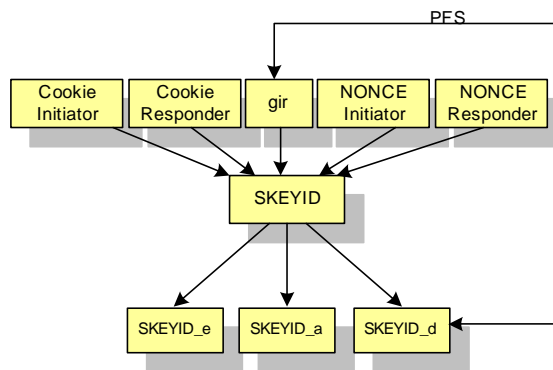 PFS
Cookie
Initiator
Cookie
Responder
gir
NONCE
Initiator
NONCE
Responder
SKEYID
SKEYID_e
SKEYID_a
SKEYID_d